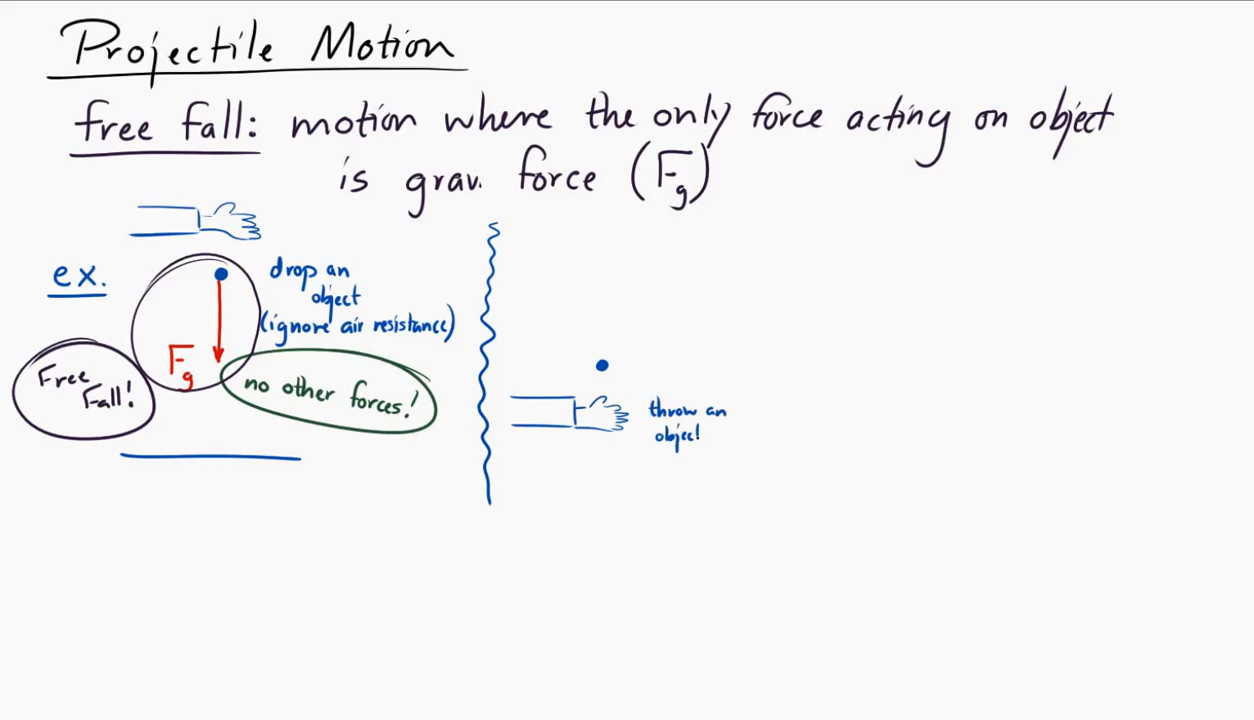 Projectile Motion
free fall: motion where the only force acting on object
is grav. force (Fg)
ex.
drop an
object
(ignore air resistance)
Fg
Free
Fall!
no other forces!
throw an
object